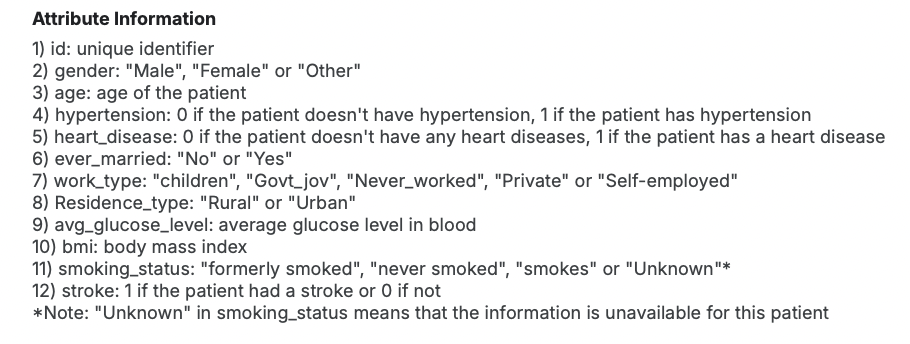 Attribute Information
1) id: unique identifier
2) gender: "Male", "Female" or "Other"
3) age: age of the patient
4) hypertension: 0 if the patient doesn't have hypertension, 1 if the patient has hypertension
5) heart_disease: 0 if the patient doesn't have any heart diseases, 1 if the patient has a heart disease
6) ever_married: "No" or "Yes"
7) work_type: "children", "Govt_jov", "Never_worked", "Private" or "Self-employed"
8) Residence_type: "Rural" or "Urban"
9) avg_glucose_level: average glucose level in blood
10) bmi: body mass index
11) smoking_status: "formerly smoked", "never smoked", "smokes" or "Unknown"*
12) stroke: 1 if the patient had a stroke or 0 if not
*Note: "Unknown" in smoking_status means that the information is unavailable for this patient